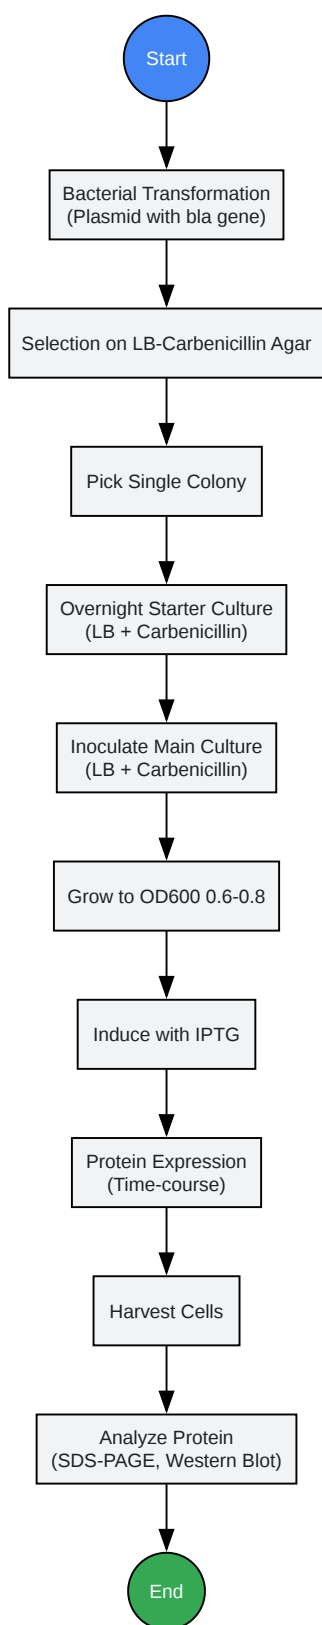 Start
Bacterial Transformation
(Plasmid with bla gene)
Selection on LB-Carbenicillin Agar
Pick Single Colony
Overnight Starter Culture
(LB + Carbenicillin)
Inoculate Main Culture
(LB + Carbenicillin)
Grow to OD600 0.6-0.8
Induce with IPTG
Protein Expression
(Time-course)
Harvest Cells
Analyze Protein
(SDS-PAGE, Western Blot)
End